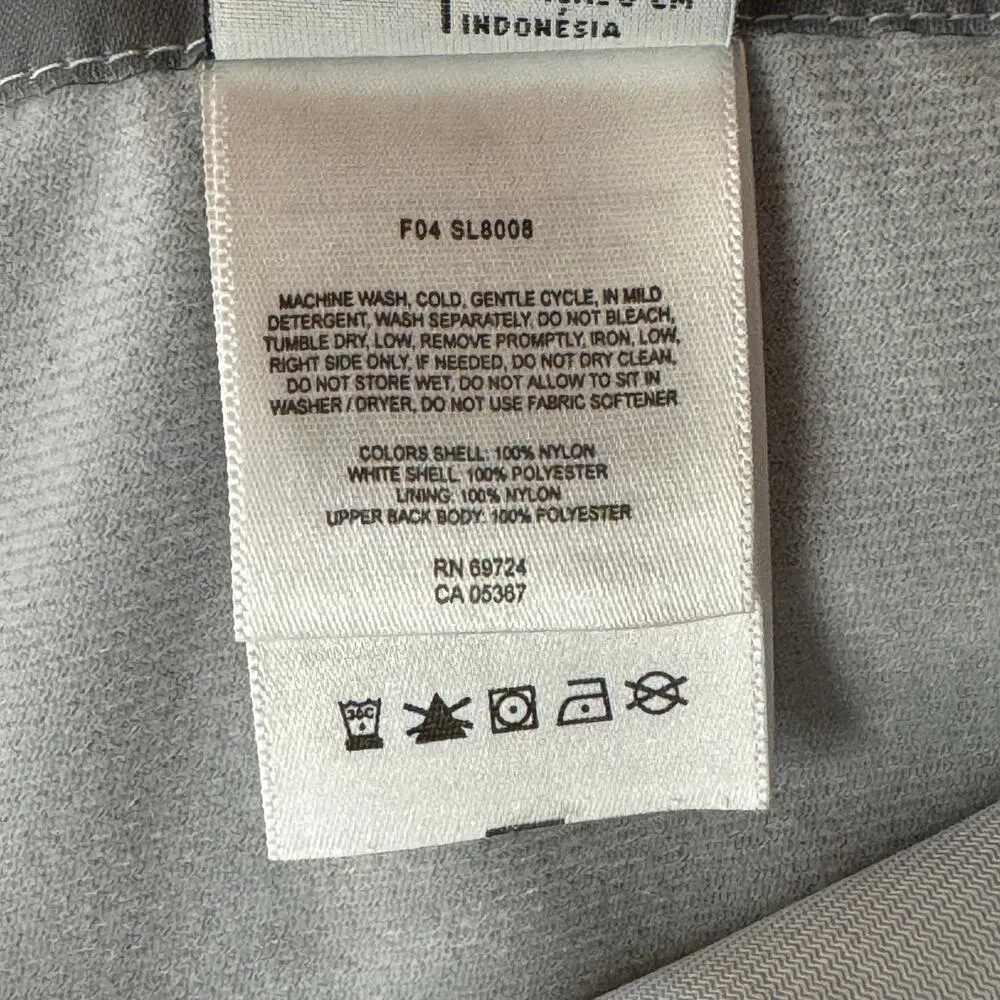 INDONESIA
F04 SL8008
MACHINE WASH, COLD, GENTLE CYCLE, IN MILD
DETERGENT, WASH SEPARATELY, DO NOT BLEACH,
TUMBLE DRY, LOW, REMOVE PROMPTLY, IRON, LOW,
RIGHT SIDE ONLY, IF NEEDED, DO NOT DRY CLEAN,
DO NOT STORE WET, DO NOT ALLOW TO SIT IN
WASHER / DRYER, DO NOT USE FABRIC SOFTENER
COLORS SHELL: 100% NYLON
WHITE SHELL: 100% POLYESTER
LINING: 100% NYLON
UPPER BACK BODY: 100% POLYESTER
RN 69724
CA 05367